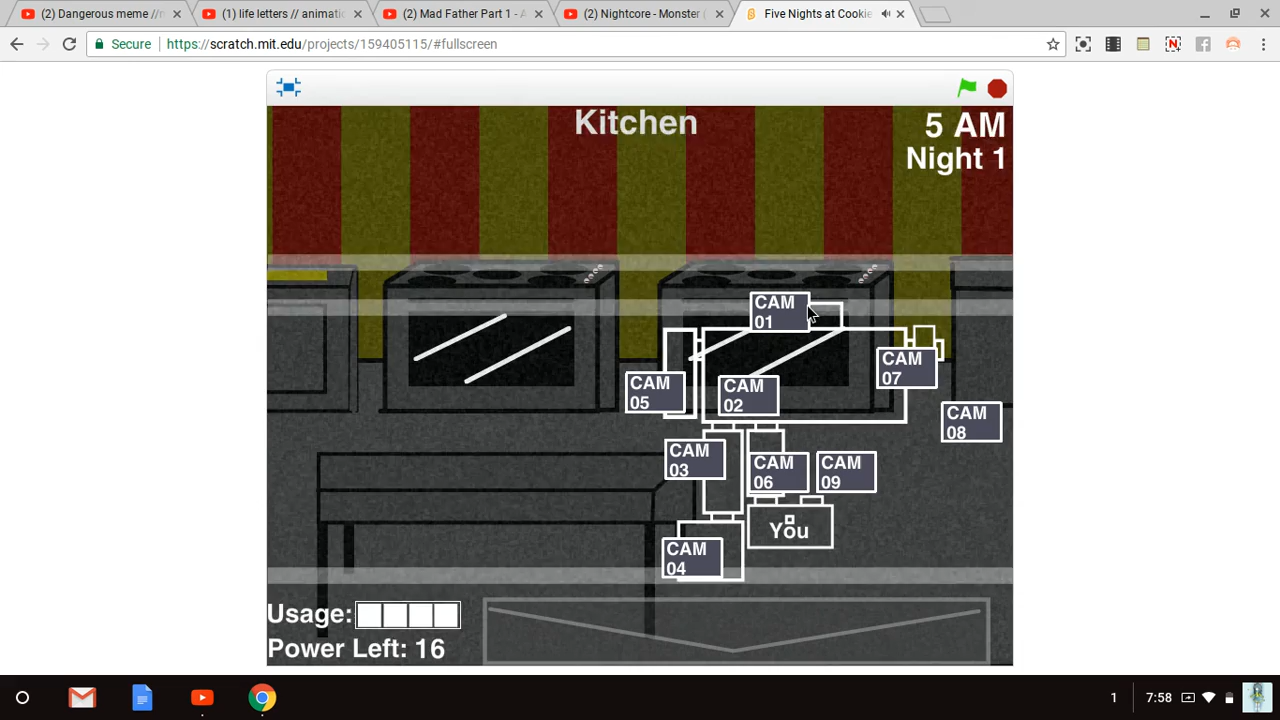 (2) Dangerous meme //n
(1) life letters // animati
(2) Mad Father Part 1 - A
(2) Nightcore - Monster (
Five Nights at Cookie
Secure
https://scratch.mit.edu/projects/159405115/#fullscreen
Kitchen
5 AM
Night 1
CAM
01
CAM
07
CAM
05
CAM
02
CAM
08
CAM
03
CAM
06
CAM
09
You
CAM
04
Usage:
Power Left: 16
1
7:58